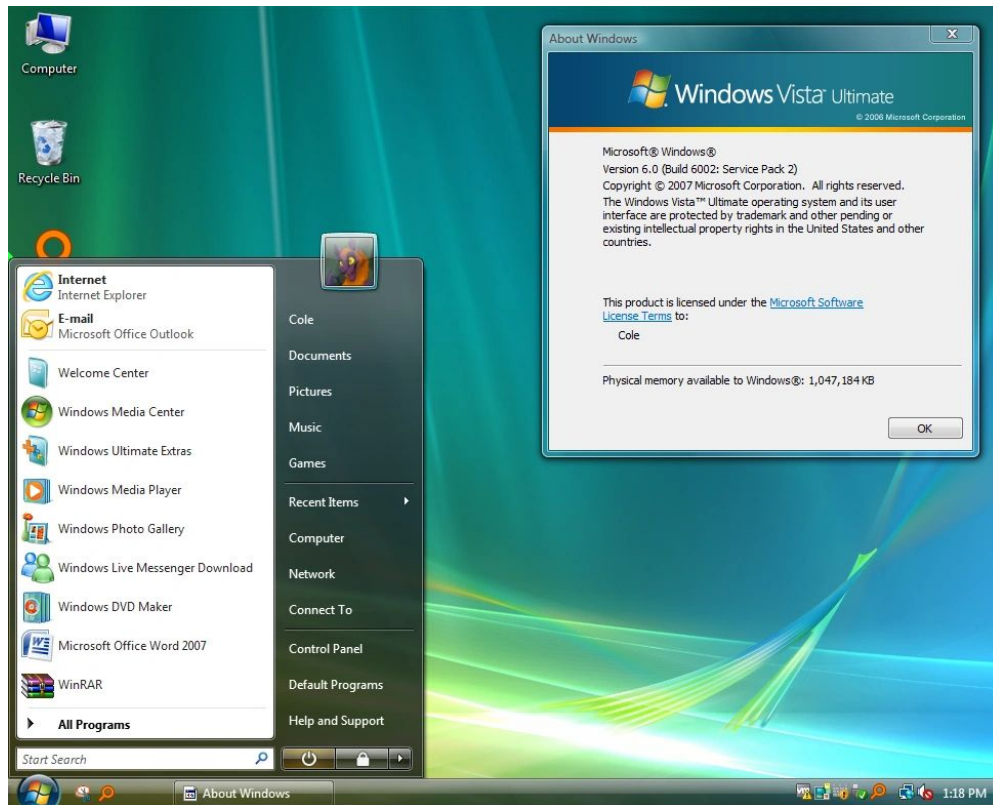 Computer
Recycle Bin
About Windows
X
Windows Vista™ Ultimate
© 2006 Microsoft Corporation
Microsoft® Windows®
Version 6.0 (Build 6002: Service Pack 2)
Copyright © 2007 Microsoft Corporation. All rights reserved.
The Windows Vista™ Ultimate operating system and its user
interface are protected by trademark and other pending or
existing intellectual property rights in the United States and other
countries.
This product is licensed under the Microsoft Software
License Terms to:
Cole
Physical memory available to Windows®: 1,047,184 KB
OK
Internet
Internet Explorer
E-mail
Microsoft Office Outlook
Welcome Center
Windows Media Center
Windows Ultimate Extras
Windows Media Player
Windows Photo Gallery
Windows Live Messenger Download
Windows DVD Maker
Microsoft Office Word 2007
WinRAR
All Programs
Start Search
Cole
Documents
Pictures
Music
Games
Recent Items
Computer
Network
Connect To
Control Panel
Default Programs
Help and Support
About Windows
1:18 PM